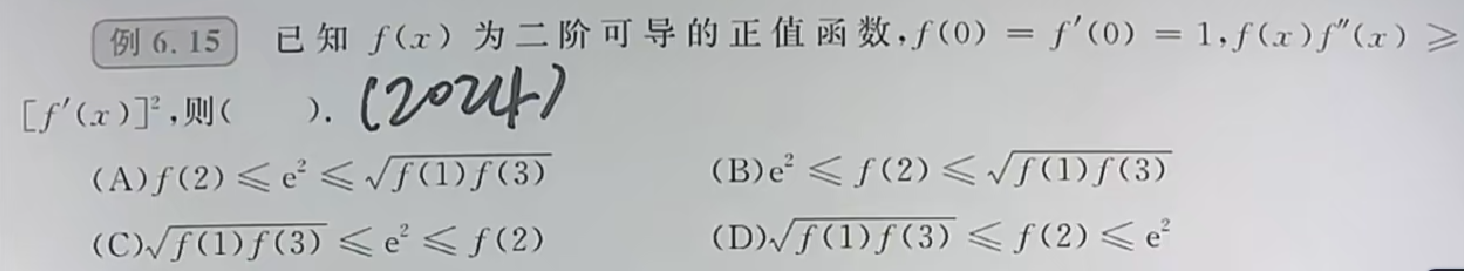 例 6.15 已知 f(x) 为二阶可导的正值函数,f(0) = f′(0) = 1,f(x)f″(x) ⩾
[f′(x)]²,则( ). (2024)
(A)f(2) ⩽ e² ⩽ √f(1)f(3) (B)e² ⩽ f(2) ⩽ √f(1)f(3)
(C)√f(1)f(3) ⩽ e² ⩽ f(2) (D)√f(1)f(3) ⩽ f(2) ⩽ e²